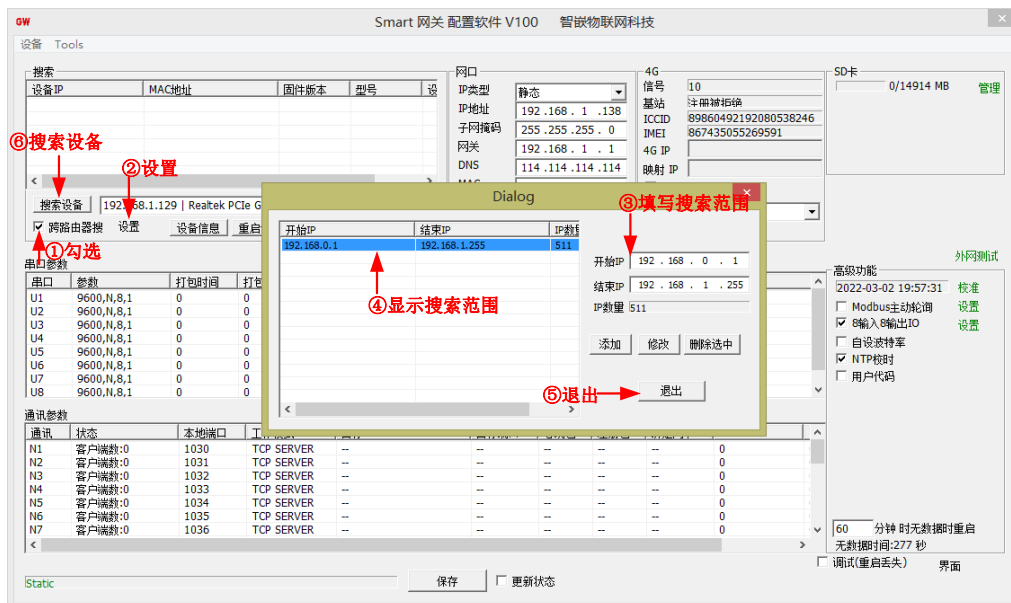 GW
Smart 网关 配置软件 V100 智嵌物联网科技
设备 Tools
搜索
设备IP MAC地址 固件版本 型号 设
⑥搜索设备
②设置
搜索设备 192.168.1.129 | Realtek PCIe G
跨路由器搜 设置 设备信息 重启
①勾选
网口
IP类型 静态
IP地址 192 .168 . 1 .138
子网掩码 255 .255 .255 . 0
网关 192 .168 . 1 . 1
DNS 114 .114 .114 .114
4G
信号 10
基站 注册被拒绝
ICCID 89860492192080538246
IMEI 867435055269591
4G IP
映射 IP
SD卡
0/14914 MB 管理
Dialog
③填写搜索范围
开始IP 结束IP IP数量
192.168.0.1 192.168.1.255 511
④显示搜索范围
开始IP 192 . 168 . 0 . 1
结束IP 192 . 168 . 1 . 255
IP数量 511
添加 修改 删除选中
⑤退出
退出
串口参数
串口 参数 打包时间 打包
U1 9600,N,8,1 0 0
U2 9600,N,8,1 0 0
U3 9600,N,8,1 0 0
U4 9600,N,8,1 0 0
U5 9600,N,8,1 0 0
U6 9600,N,8,1 0 0
U7 9600,N,8,1 0 0
U8 9600,N,8,1 0 0
外网测试
高级功能
2022-03-02 19:57:31 校准
Modbus主动轮询 设置
8输入8输出IO 设置
自设波特率
NTP校时
用户代码
通讯参数
通讯 状态 本地端口
N1 客户端数:0 1030 TCP SERVER -- -- -- -- -- 0
N2 客户端数:0 1031 TCP SERVER -- -- -- -- -- 0
N3 客户端数:0 1032 TCP SERVER -- -- -- -- -- 0
N4 客户端数:0 1033 TCP SERVER -- -- -- -- -- 0
N5 客户端数:0 1034 TCP SERVER -- -- -- -- -- 0
N6 客户端数:0 1035 TCP SERVER -- -- -- -- -- 0
N7 客户端数:0 1036 TCP SERVER -- -- -- -- -- 0
60 分钟 时无数据时重启
无数据时间:277 秒
调试(重启丢失) 界面
Static 保存 更新状态